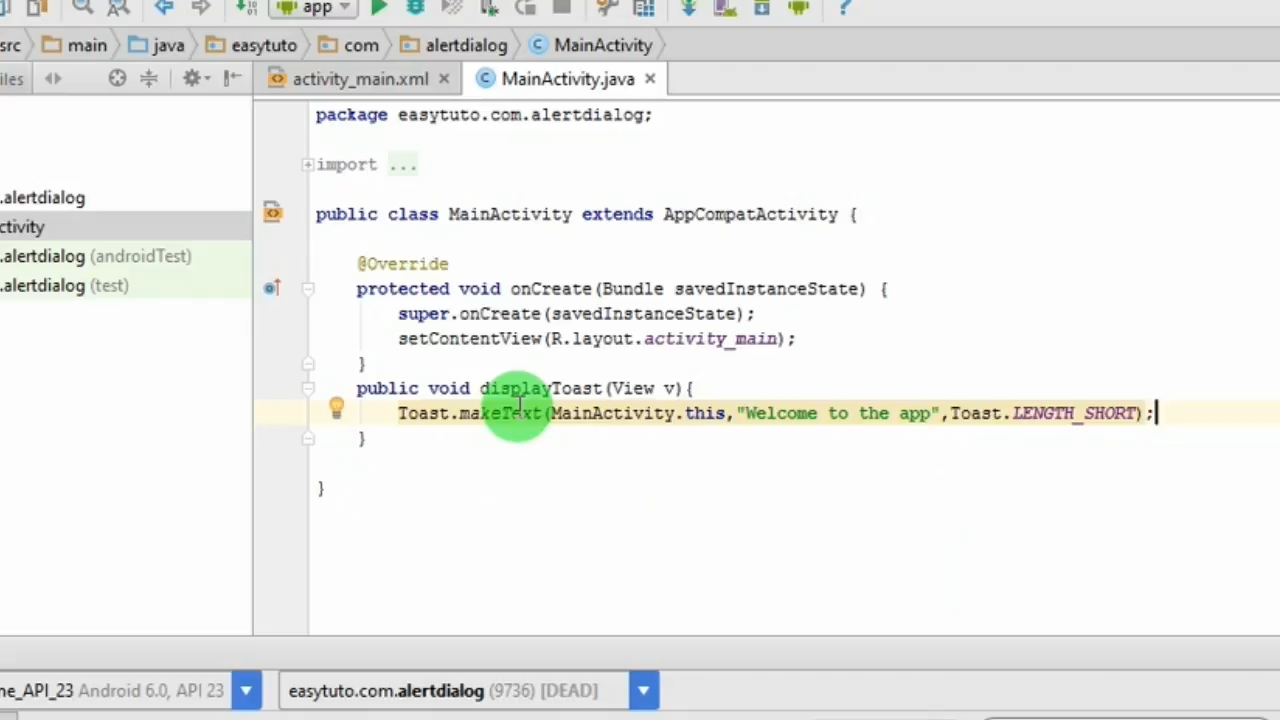 app
src main java easytuto com alertdialog MainActivity
iles activity_main.xml MainActivity.java
package easytuto.com.alertdialog;
import ...
.alertdialog
public class MainActivity extends AppCompatActivity {
ctivity
.alertdialog (androidTest)
@Override
.alertdialog (test)
protected void onCreate(Bundle savedInstanceState) {
super.onCreate(savedInstanceState);
setContentView(R.layout.activity_main);
}
public void displayToast(View v){
Toast.makeText(MainActivity.this,"Welcome to the app",Toast.LENGTH_SHORT);
}
}
ne_API_23 Android 6.0, API 23 easytuto.com.alertdialog (9736) [DEAD]